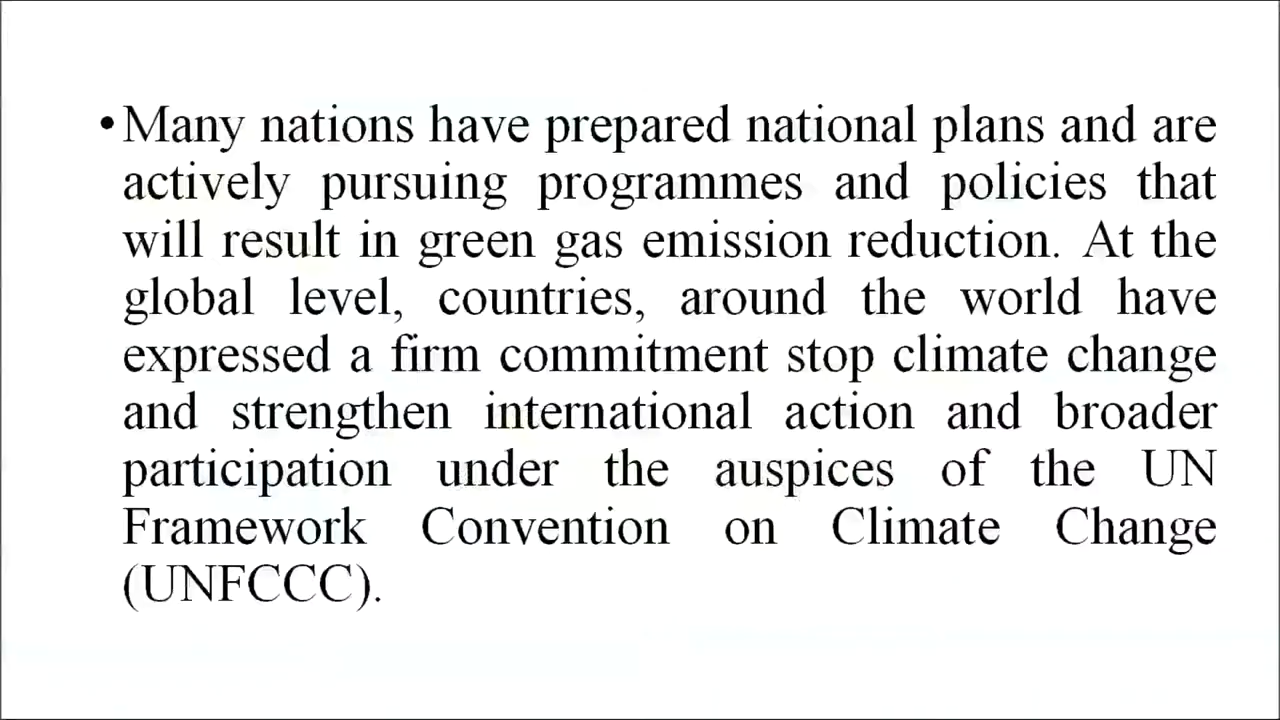 •Many nations have prepared national plans and are
actively pursuing programmes and policies that
will result in green gas emission reduction. At the
global level, countries, around the world have
expressed a firm commitment stop climate change
and strengthen international action and broader
participation under the auspices of the UN
Framework Convention on Climate Change
(UNFCCC).